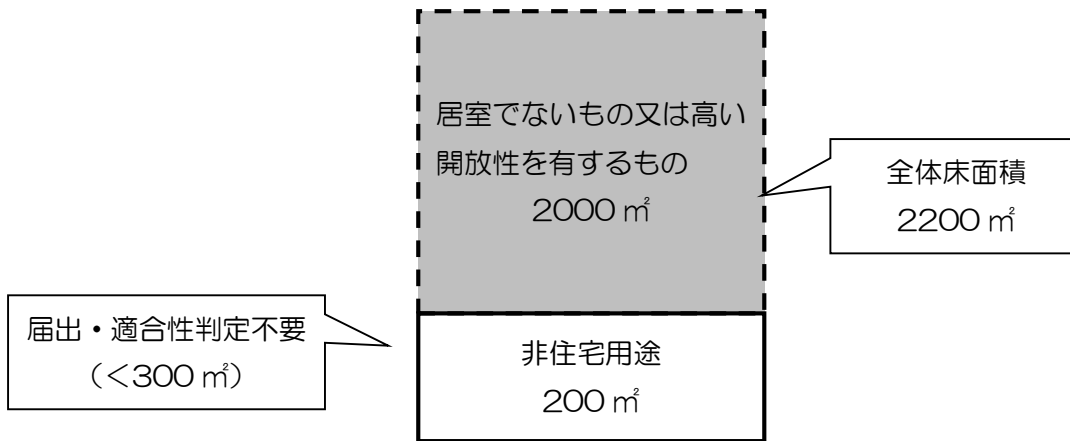 居室でないもの又は高い
開放性を有するもの
2000 ㎡
全体床面積
2200 ㎡
届出・適合性判定不要
（＜300 ㎡）
非住宅用途
200 ㎡